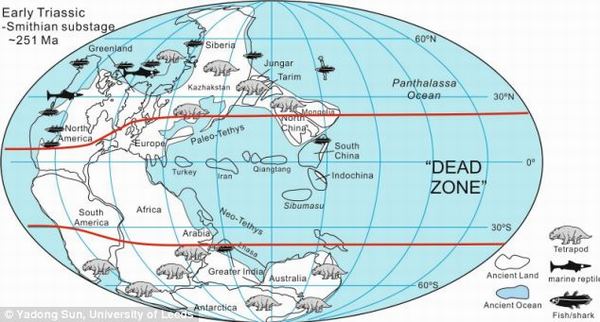 Early Triassic
-Smithian substage
~251 Ma
60°N
Greenland
Siberia
Jungar
Tarim
Kazhakstan
Panthalassa
Ocean
30°N
Mongolia
North
China
North
America
Europe
Paleo-Tethys
South
China
0°
Turkey
Iran
Qiangtang
Indochina
"DEAD
ZONE"
Sibumasu
South
America
Africa
Neo-Tethys
30°S
Arabia
Lhasa
Greater India
Australia
Antarctica
60°S
Tetrapod
Ancient Land
marine reptile
Ancient Ocean
Fish/shark
© Yadong Sun, University of Leeds